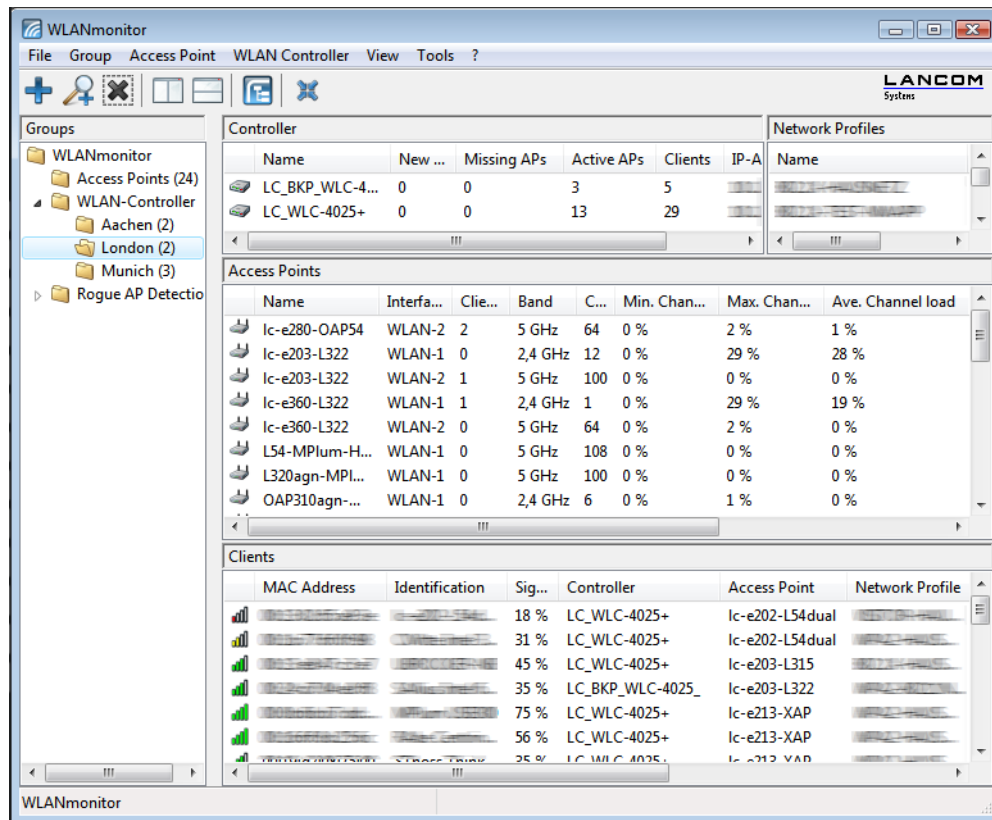 WLANmonitor
File Group Access Point WLAN Controller View Tools ?
LANCOM
Systems
Groups
WLANmonitor
Access Points (24)
WLAN-Controller
Aachen (2)
London (2)
Munich (3)
Rogue AP Detectio
Controller
Name New ... Missing APs Active APs Clients IP-A
LC_BKP_WLC-4... 0 0 3 5
LC_WLC-4025+ 0 0 13 29
Network Profiles
Name
Access Points
Name Interfa... Clie... Band C... Min. Chan... Max. Chan... Ave. Channel load
lc-e280-OAP54 WLAN-2 2 5 GHz 64 0 % 2 % 1 %
lc-e203-L322 WLAN-1 0 2,4 GHz 12 0 % 29 % 28 %
lc-e203-L322 WLAN-2 1 5 GHz 100 0 % 0 % 0 %
lc-e360-L322 WLAN-1 1 2,4 GHz 1 0 % 29 % 19 %
lc-e360-L322 WLAN-2 0 5 GHz 64 0 % 2 % 0 %
L54-MPlum-H... WLAN-1 0 5 GHz 108 0 % 0 % 0 %
L320agn-MPl... WLAN-1 0 5 GHz 100 0 % 0 % 0 %
OAP310agn-... WLAN-1 0 2,4 GHz 6 0 % 1 % 0 %
Clients
MAC Address Identification Sig... Controller Access Point Network Profile
18 % LC_WLC-4025+ lc-e202-L54dual
31 % LC_WLC-4025+ lc-e202-L54dual
45 % LC_WLC-4025+ lc-e203-L315
35 % LC_BKP_WLC-4025_ lc-e203-L322
75 % LC_WLC-4025+ lc-e213-XAP
56 % LC_WLC-4025+ lc-e213-XAP
35 % LC_WLC-4025+ lc-e213-XAP
WLANmonitor